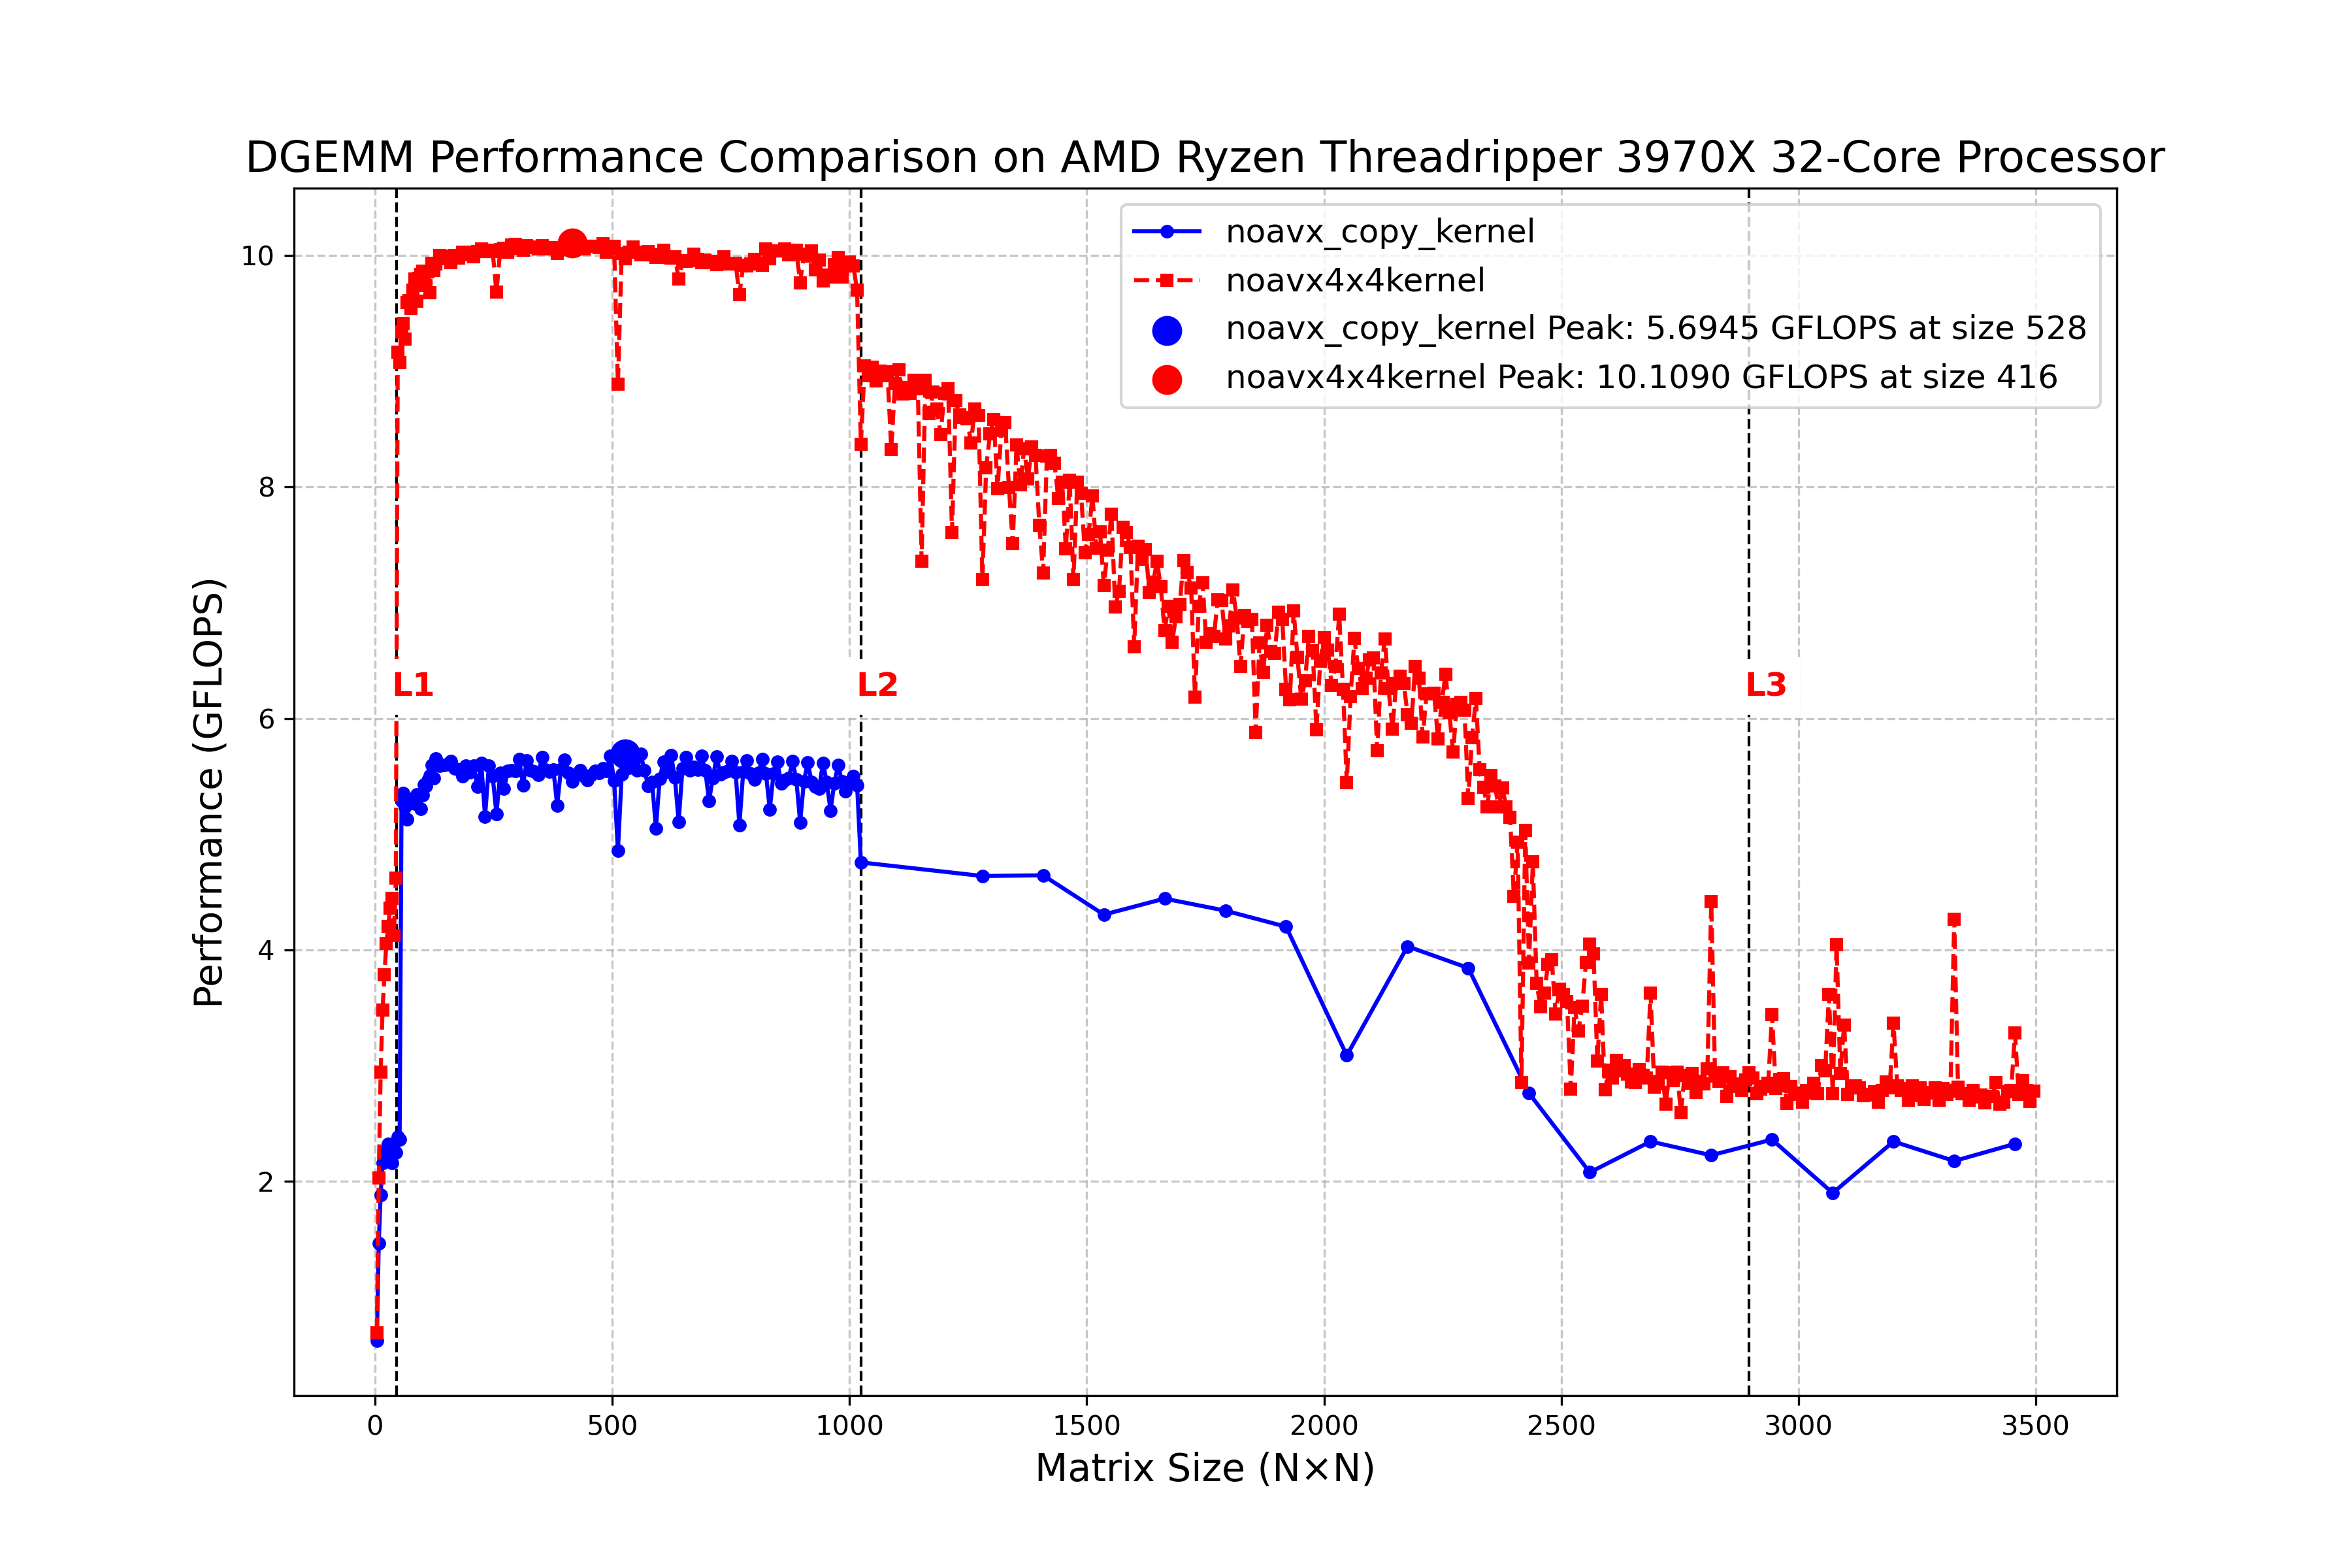 DGEMM Performance Comparison on AMD Ryzen Threadripper 3970X 32-Core Processor
noavx_copy_kernel
noavx4x4kernel
noavx_copy_kernel Peak: 5.6945 GFLOPS at size 528
noavx4x4kernel Peak: 10.1090 GFLOPS at size 416
Performance (GFLOPS)
10
8
6
4
2
L1
L2
L3
0
500
1000
1500
2000
2500
3000
3500
Matrix Size (N×N)